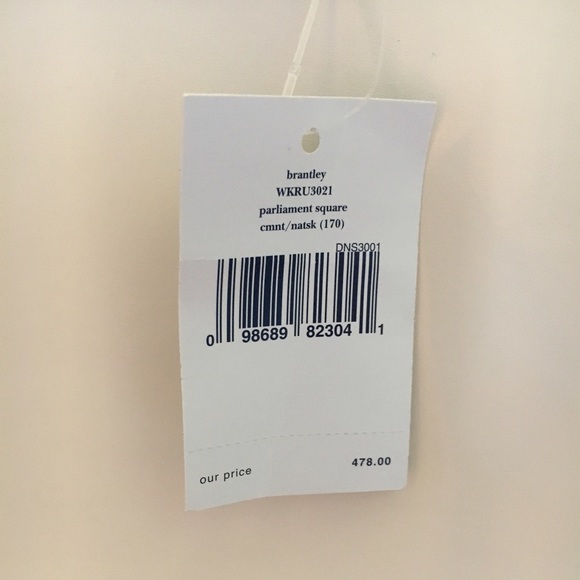 brantley
WKRU3021
parliament square
cmnt/natsk (170)
DNS3001
0 98689 82304 1
our price 478.00